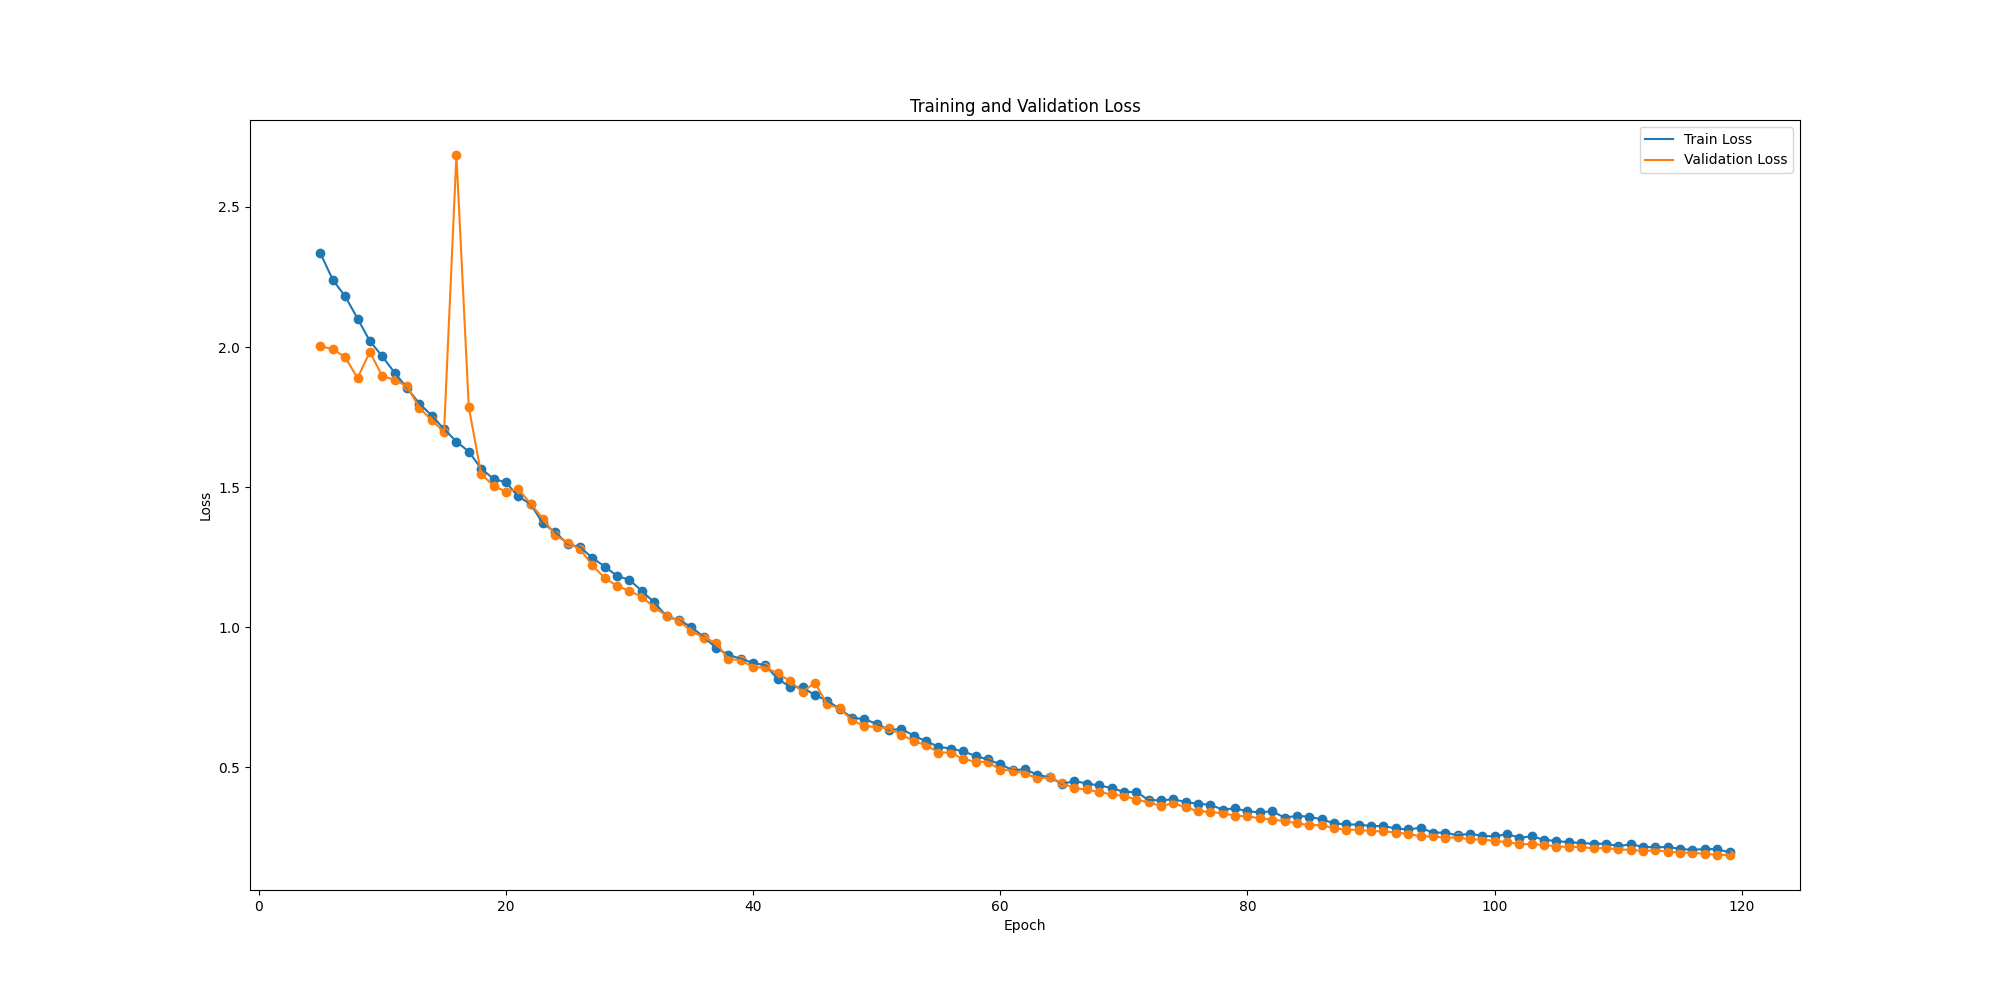 Training and Validation Loss
Train Loss
Validation Loss
2.5
2.0
1.5
1.0
0.5
Loss
0 20 40 60 80 100 120
Epoch